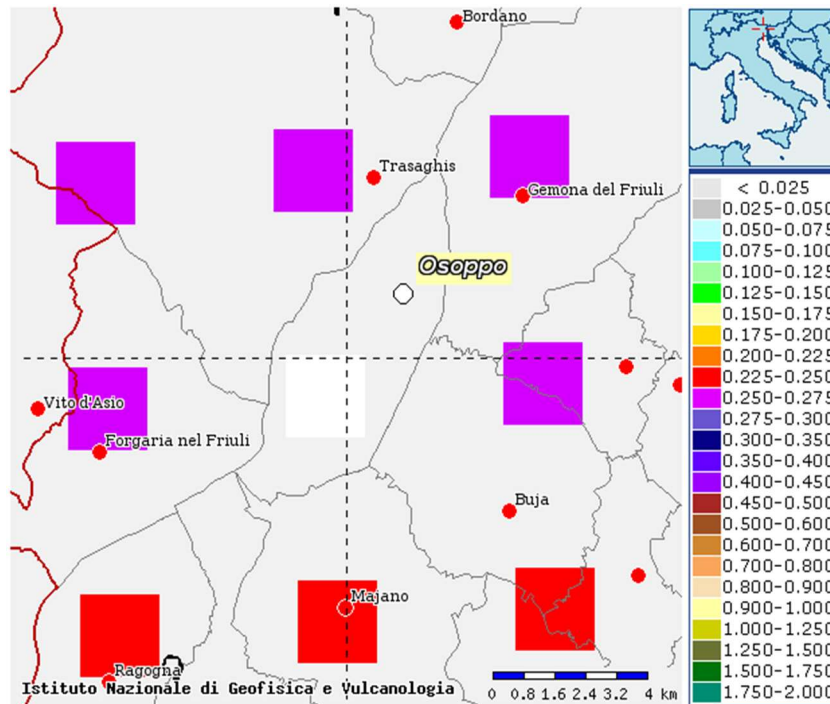 Bordano
Trasaghis
Gemona del Friuli
Osoppo
Vito d'Asio
Forgaria nel Friuli
Buja
Majano
Ragogna
Istituto Nazionale di Geofisica e Vulcanologia
0 0.8 1.6 2.4 3.2 4 km
< 0.025
0.025-0.050
0.050-0.075
0.075-0.100
0.100-0.125
0.125-0.150
0.150-0.175
0.175-0.200
0.200-0.225
0.225-0.250
0.250-0.275
0.275-0.300
0.300-0.350
0.350-0.400
0.400-0.450
0.450-0.500
0.500-0.600
0.600-0.700
0.700-0.800
0.800-0.900
0.900-1.000
1.000-1.250
1.250-1.500
1.500-1.750
1.750-2.000